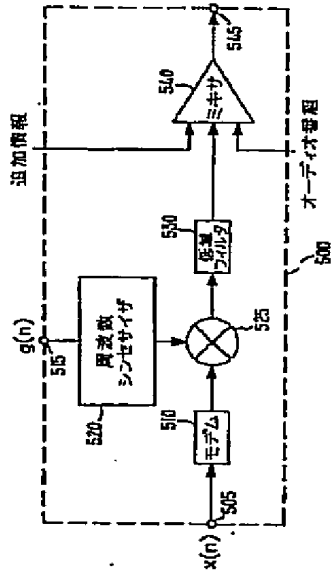 追加情報
g(n)
515
520
周波数
シンセサイザ
540
545
ミキサ
530
低域
フィルタ
525
510
モデム
505
x(n)
オーディオ番組
500